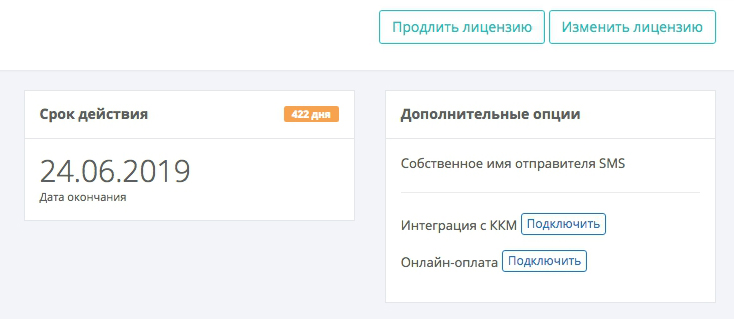 Продлить лицензию
Изменить лицензию
Срок действия
422 дня
24.06.2019
Дата окончания
Дополнительные опции
Собственное имя отправителя SMS
Интеграция с ККМ Подключить
Онлайн-оплата Подключить